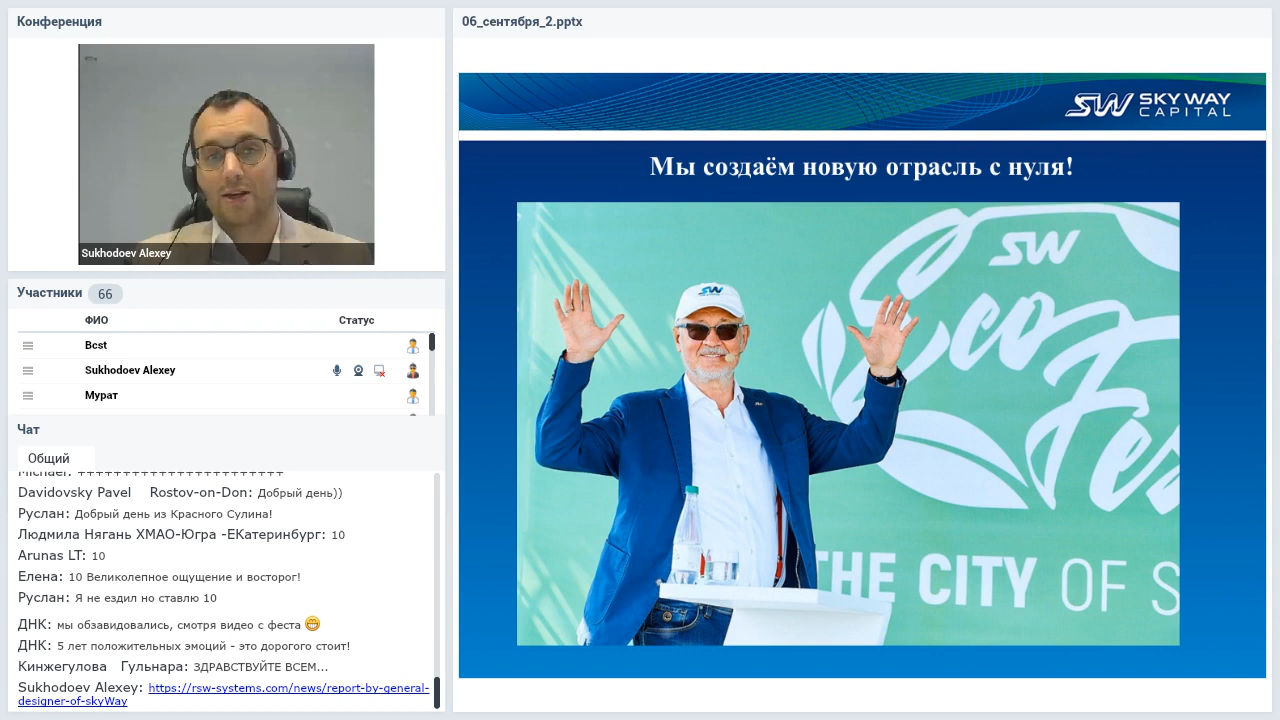 Конференция
Sukhodoev Alexey
Участники 66
ФИО Статус
Bcst
Sukhodoev Alexey
Мурат
Чат
Общий
Michael: +++++++++++++++++++++++
Davidovsky Pavel Rostov-on-Don: Добрый день))
Руслан: Добрый день из Красного Сулина!
Людмила Нягань ХМАО-Югра -ЕКатеринбург: 10
Arunas LT: 10
Елена: 10 Великолепное ощущение и восторог!
Руслан: Я не ездил но ставлю 10
ДНК: мы обзавидовались, смотря видео с феста
ДНК: 5 лет положительных эмоций - это дорогого стоит!
Кинжегулова Гульнара: ЗДРАВСТВУЙТЕ ВСЕМ...
Sukhodoev Alexey: https://rsw-systems.com/news/report-by-general-
designer-of-skyWay
06_сентября_2.pptx
SW SKY WAY
CAPITAL
Мы создаём новую отрасль с нуля!
SW
Eco
Fes
SW
THE CITY OF S